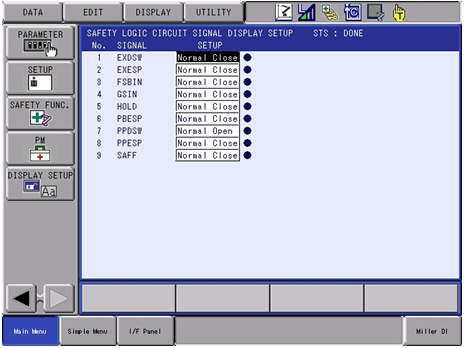 DATA EDIT DISPLAY UTILITY
PARAMETER
SETUP
SAFETY FUNC.
PM
DISPLAY SETUP
Aa
SAFETY LOGIC CIRCUIT SIGNAL DISPLAY SETUP STS : DONE
No. SIGNAL SETUP
1 EXDSW Normal Close
2 EXESP Normal Close
3 FSBIN Normal Close
4 GSIN Normal Close
5 HOLD Normal Close
6 PBESP Normal Close
7 PPDSW Normal Open
8 PPESP Normal Close
9 SAFF Normal Close
Main Menu Simple Menu I/F Panel Miller DI